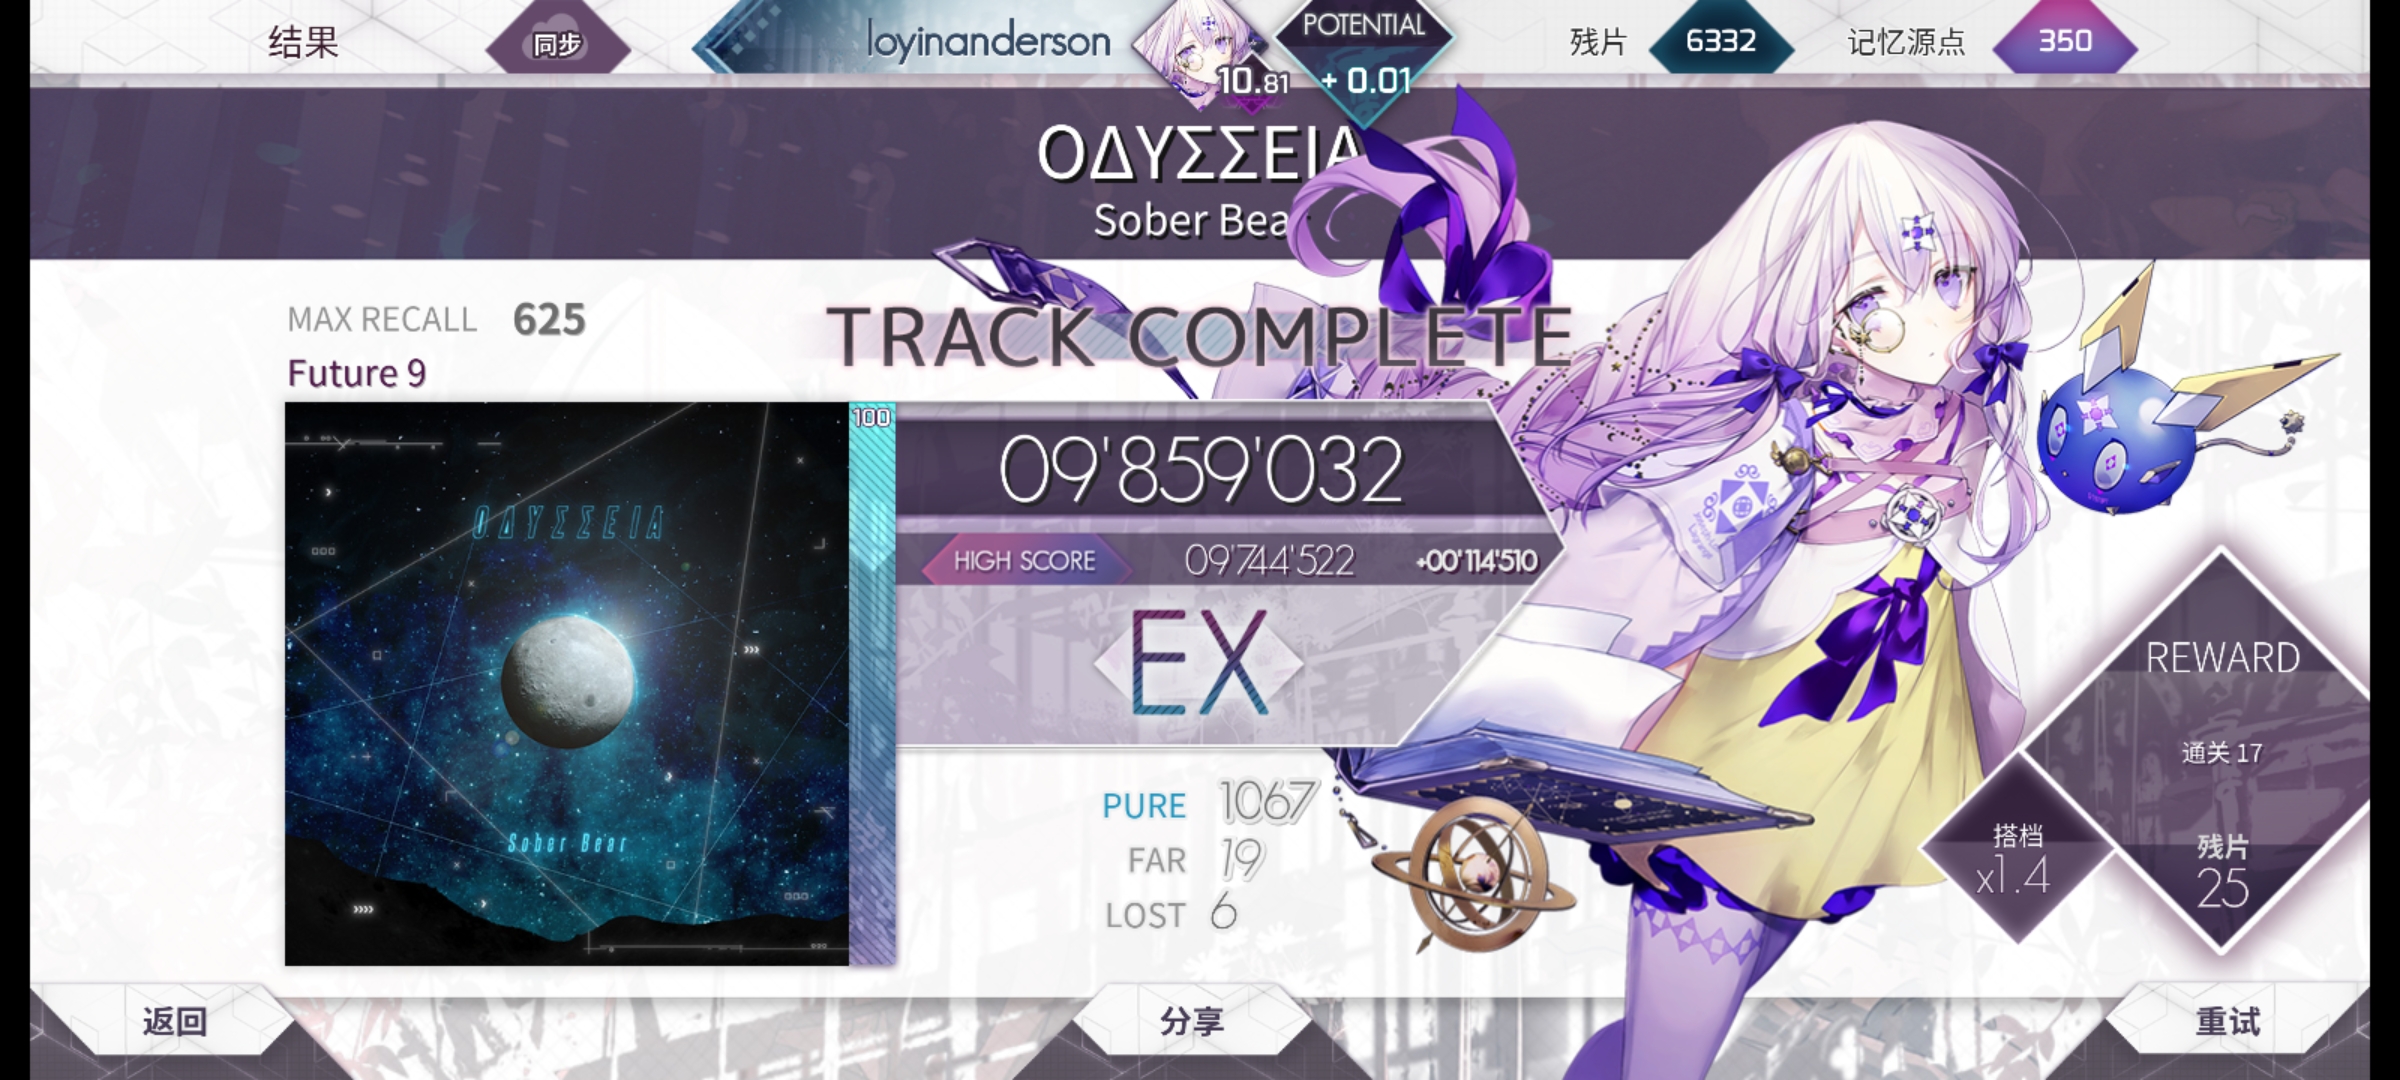 结果
同步
loyinanderson
10.81
POTENTIAL
+ 0.01
残片
6332
记忆源点
350
ΟΔΥΣΣΕΙΑ
Sober Bea
MAX RECALL 625
TRACK COMPLETE
Future 9
100
09'859'032
HIGH SCORE 09'744'522 +00'114'510
ΟΔΥΣΣΕΙΑ
EX
Sober Bear
PURE 1067
FAR 19
LOST 6
REWARD
通关 17
搭档
x1.4
残片
25
返回
分享
重试